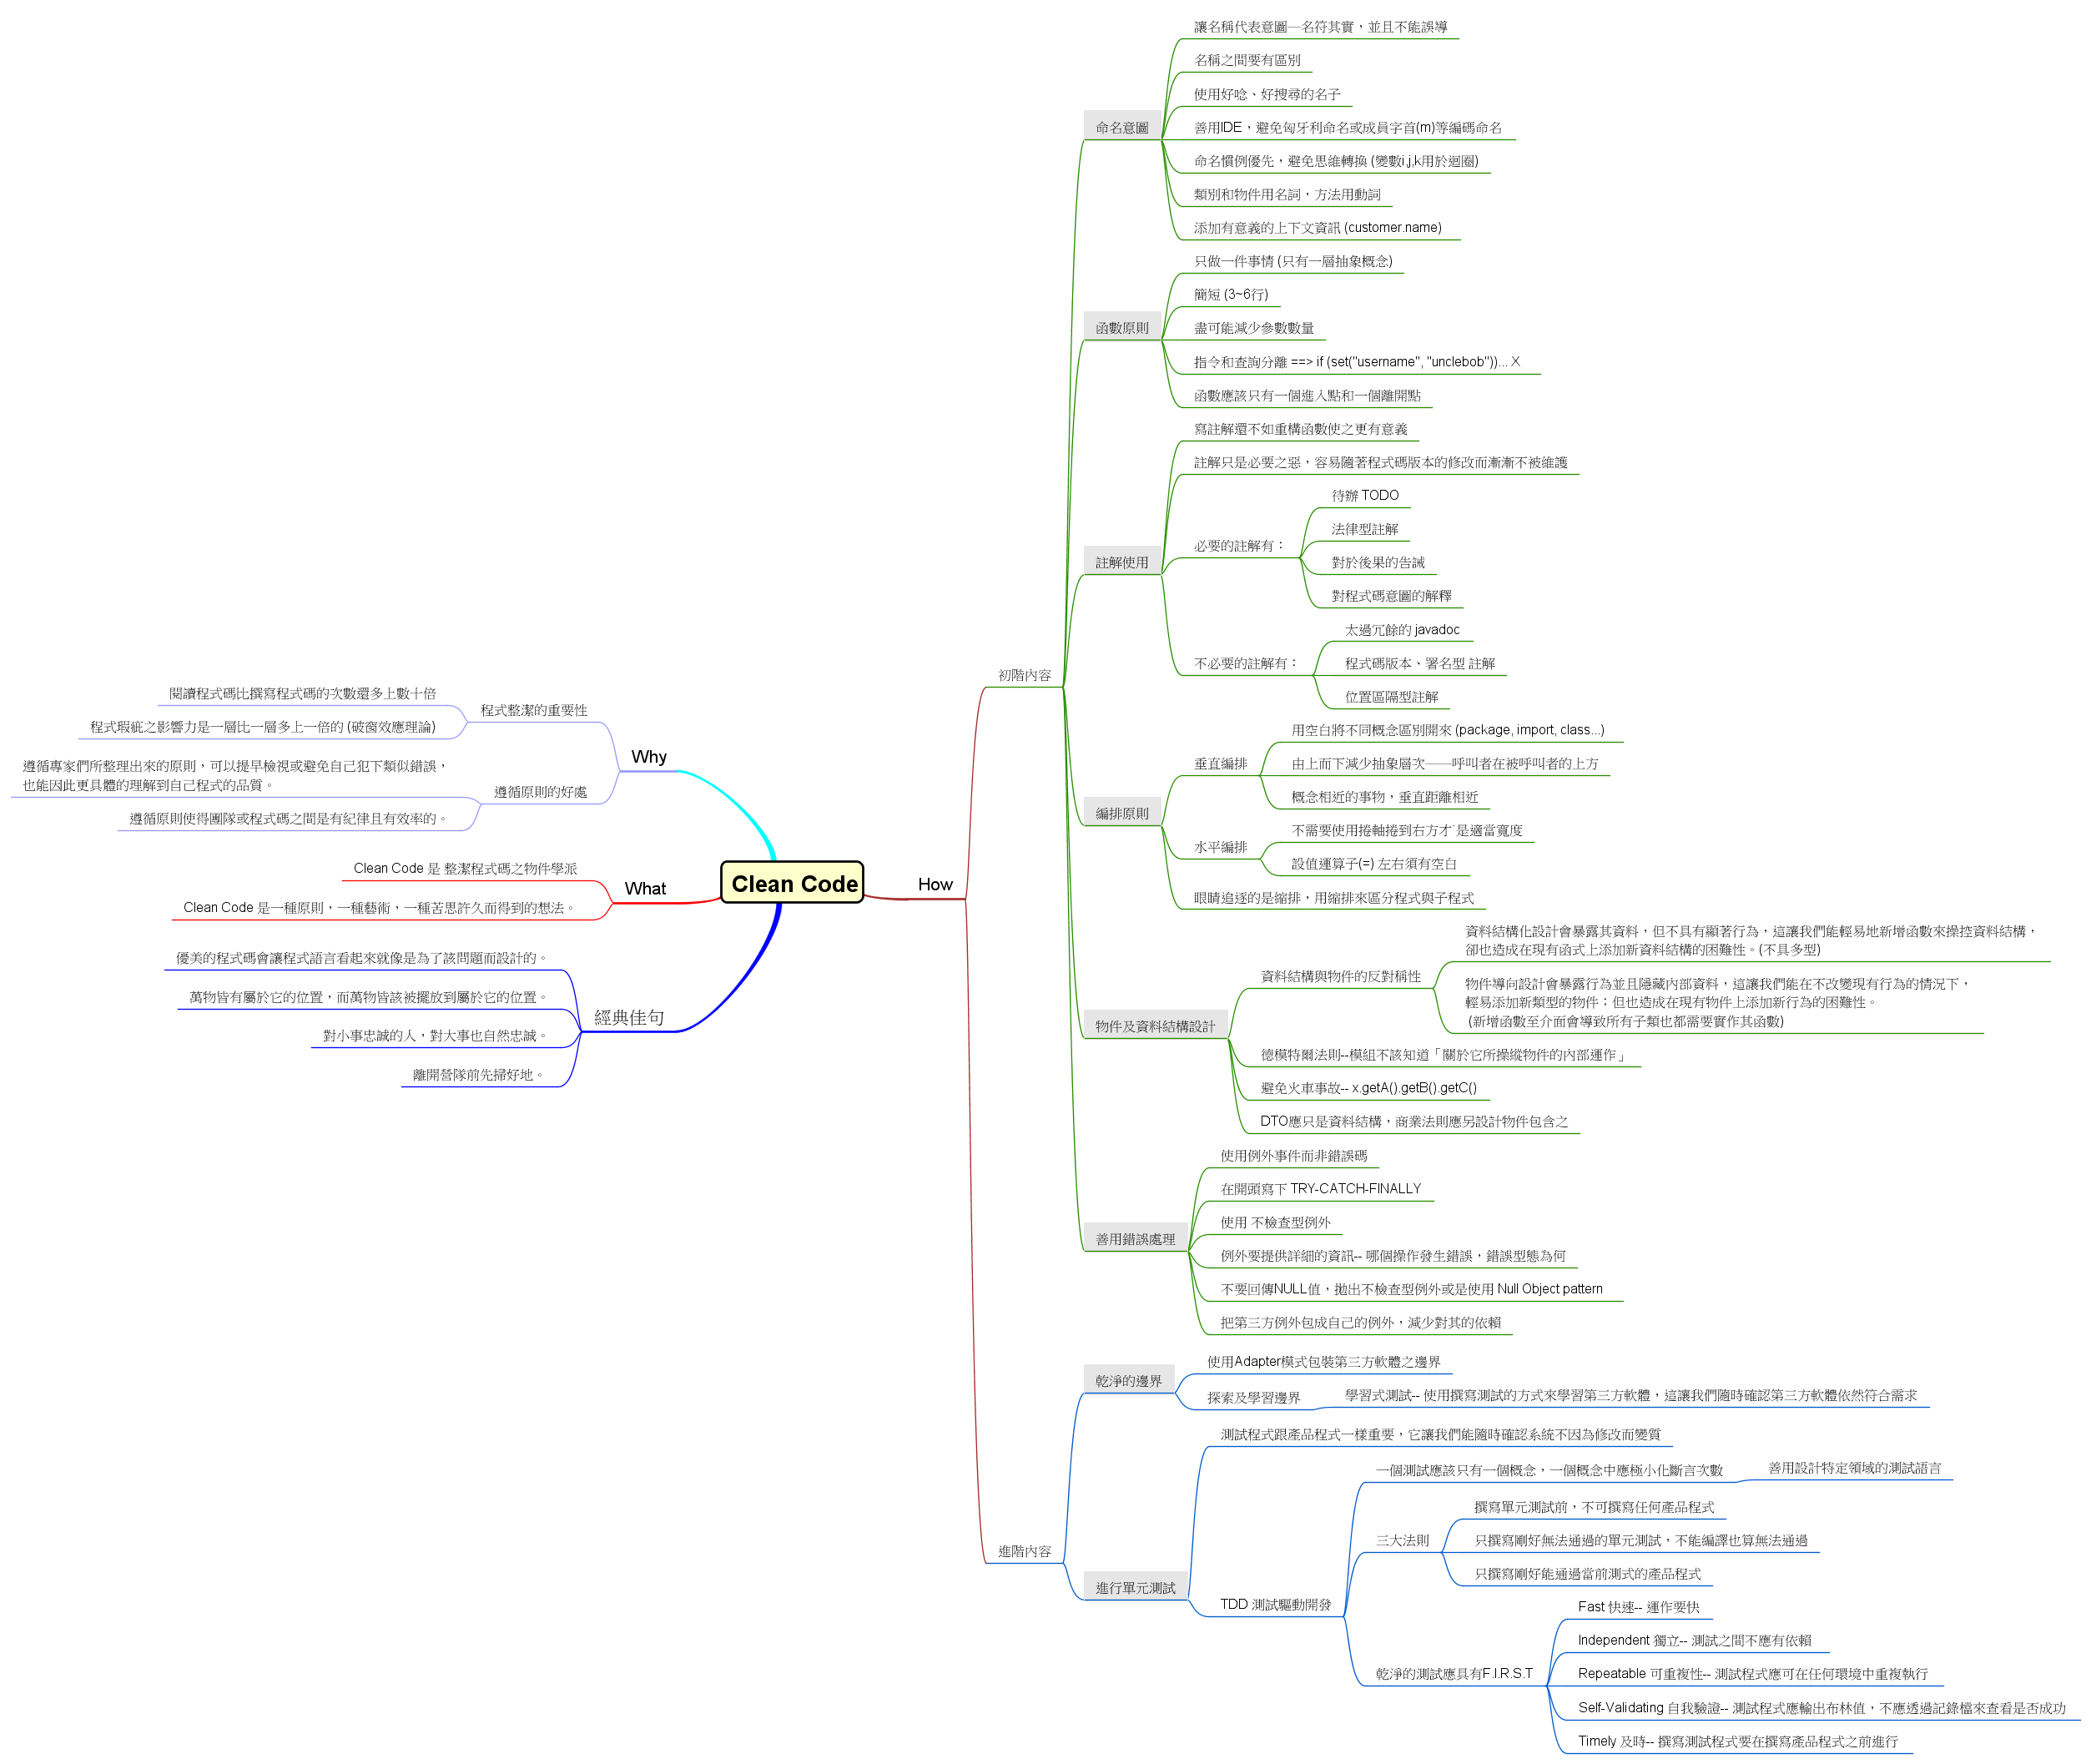 Clean Code
Why
程式整潔的重要性
閱讀程式碼比撰寫程式碼的次數還多上數十倍
程式瑕疵之影響力是一層比一層多上一倍的 (破窗效應理論)
遵循原則的好處
遵循專家們所整理出來的原則，可以提早檢視或避免自己犯下類似錯誤，
也能因此更具體的理解到自己程式的品質。
遵循原則使得團隊或程式碼之間是有紀律且有效率的。
What
Clean Code 是 整潔程式碼之物件學派
Clean Code 是一種原則，一種藝術，一種苦思許久而得到的想法。
經典佳句
優美的程式碼會讓程式語言看起來就像是為了該問題而設計的。
萬物皆有屬於它的位置，而萬物皆該被擺放到屬於它的位置。
對小事忠誠的人，對大事也自然忠誠。
離開營隊前先掃好地。
How
初階內容
命名意圖
讓名稱代表意圖─名符其實，並且不能誤導
名稱之間要有區別
使用好唸、好搜尋的名子
善用IDE，避免匈牙利命名或成員字首(m)等編碼命名
命名慣例優先，避免思維轉換 (變數i,j,k用於迴圈)
類別和物件用名詞，方法用動詞
添加有意義的上下文資訊 (customer.name)
函數原則
只做一件事情 (只有一層抽象概念)
簡短 (3~6行)
盡可能減少參數數量
指令和查詢分離 ==> if (set("username", "unclebob"))... X
函數應該只有一個進入點和一個離開點
註解使用
寫註解還不如重構函數使之更有意義
註解只是必要之惡，容易隨著程式碼版本的修改而漸漸不被維護
必要的註解有：
待辦 TODO
法律型註解
對於後果的告誡
對程式碼意圖的解釋
不必要的註解有：
太過冗餘的 javadoc
程式碼版本、署名型 註解
位置區隔型註解
編排原則
垂直編排
用空白將不同概念區別開來 (package, import, class...)
由上而下減少抽象層次──呼叫者在被呼叫者的上方
概念相近的事物，垂直距離相近
水平編排
不需要使用捲軸捲到右方才˙是適當寬度
設值運算子(=) 左右須有空白
眼睛追逐的是縮排，用縮排來區分程式與子程式
物件及資料結構設計
資料結構與物件的反對稱性
資料結構化設計會暴露其資料，但不具有顯著行為，這讓我們能輕易地新增函數來操控資料結構，
卻也造成在現有函式上添加新資料結構的困難性。(不具多型)
物件導向設計會暴露行為並且隱藏內部資料，這讓我們能在不改變現有行為的情況下，
輕易添加新類型的物件；但也造成在現有物件上添加新行為的困難性。
(新增函數至介面會導致所有子類也都需要實作其函數)
德模特爾法則--模組不該知道「關於它所操縱物件的內部運作」
避免火車事故-- x.getA().getB().getC()
DTO應只是資料結構，商業法則應另設計物件包含之
善用錯誤處理
使用例外事件而非錯誤碼
在開頭寫下 TRY-CATCH-FINALLY
使用 不檢查型例外
例外要提供詳細的資訊-- 哪個操作發生錯誤，錯誤型態為何
不要回傳NULL值，拋出不檢查型例外或是使用 Null Object pattern
把第三方例外包成自己的例外，減少對其的依賴
進階內容
乾淨的邊界
使用Adapter模式包裝第三方軟體之邊界
探索及學習邊界
學習式測試-- 使用撰寫測試的方式來學習第三方軟體，這讓我們隨時確認第三方軟體依然符合需求
進行單元測試
測試程式跟產品程式一樣重要，它讓我們能隨時確認系統不因為修改而變質
TDD 測試驅動開發
一個測試應該只有一個概念，一個概念中應極小化斷言次數
善用設計特定領域的測試語言
三大法則
撰寫單元測試前，不可撰寫任何產品程式
只撰寫剛好無法通過的單元測試，不能編譯也算無法通過
只撰寫剛好能通過當前測式的產品程式
乾淨的測試應具有F.I.R.S.T
Fast 快速-- 運作要快
Independent 獨立-- 測試之間不應有依賴
Repeatable 可重複性-- 測試程式應可在任何環境中重複執行
Self-Validating 自我驗證-- 測試程式應輸出布林值，不應透過記錄檔來查看是否成功
Timely 及時-- 撰寫測試程式要在撰寫產品程式之前進行